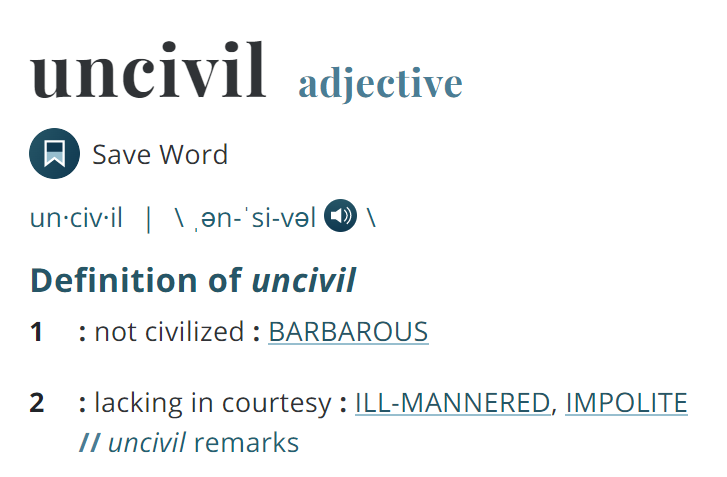 uncivil adjective
Save Word
un·civ·il | \ ˌən-ˈsi-vəl \
Definition of uncivil
1 : not civilized : BARBAROUS
2 : lacking in courtesy : ILL-MANNERED, IMPOLITE
// uncivil remarks